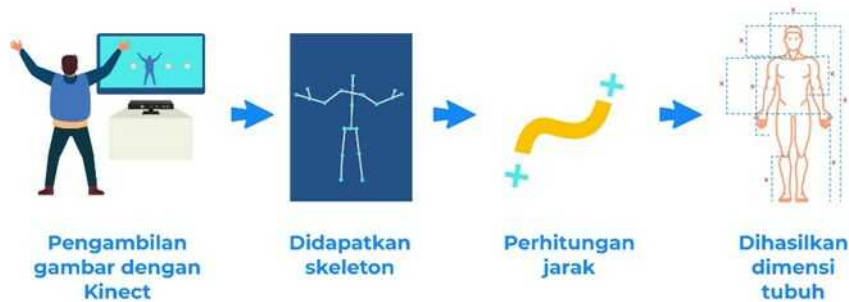 Pengambilan
gambar dengan
Kinect
Didapatkan
skeleton
Perhitungan
jarak
Dihasilkan
dimensi
tubuh